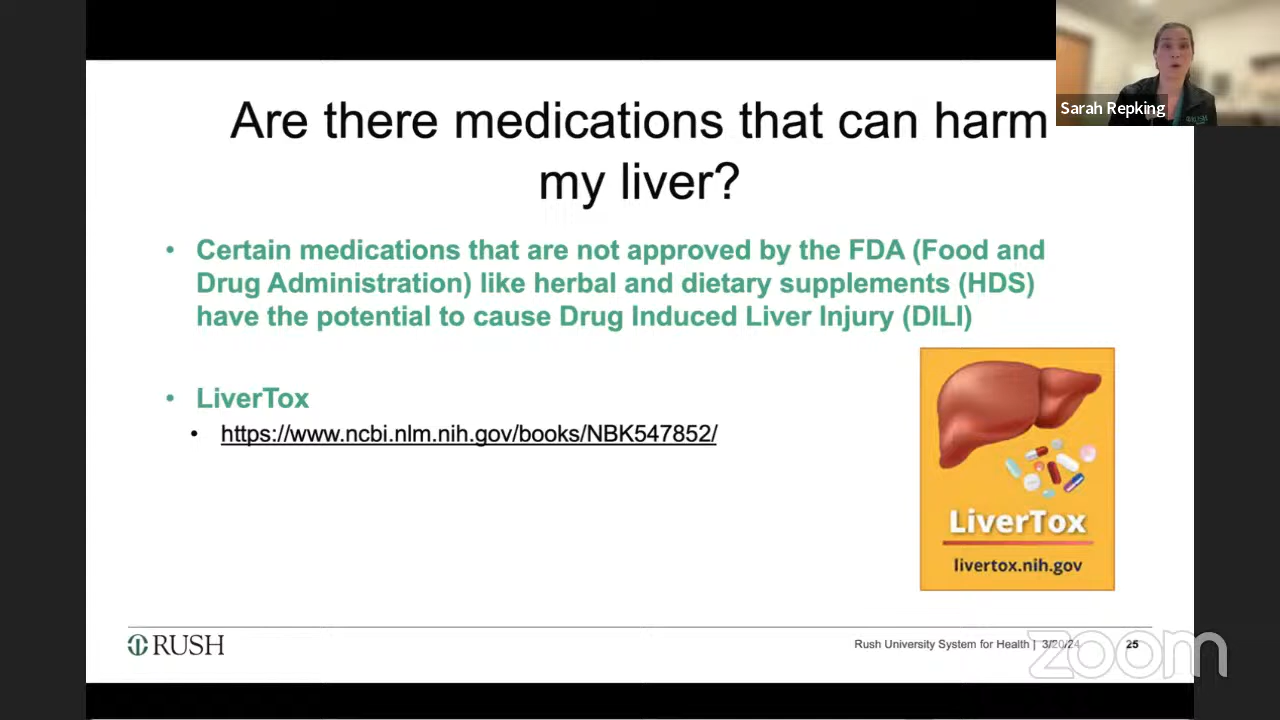 Sarah Repking
Are there medications that can harm
my liver?
• Certain medications that are not approved by the FDA (Food and
Drug Administration) like herbal and dietary supplements (HDS)
have the potential to cause Drug Induced Liver Injury (DILI)
• LiverTox
• https://www.ncbi.nlm.nih.gov/books/NBK547852/
LiverTox
livertox.nih.gov
RUSH
Rush University System for Health | 3/20/24
25
zoom